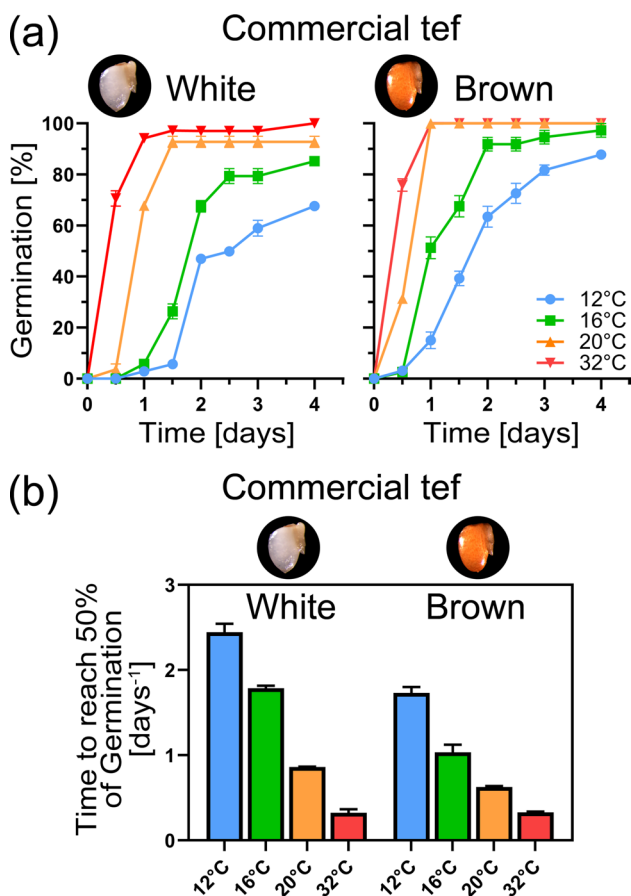 (a)
Commercial tef
White
Brown
Germination [%]
100
80
60
40
20
0
0 1 2 3 4
Time [days]
0 1 2 3 4
Time [days]
12°C
16°C
20°C
32°C
(b)
Commercial tef
White
Brown
Time to reach 50%
of Germination
[days⁻¹]
3
2
1
0
12°C 16°C 20°C 32°C 12°C 16°C 20°C 32°C